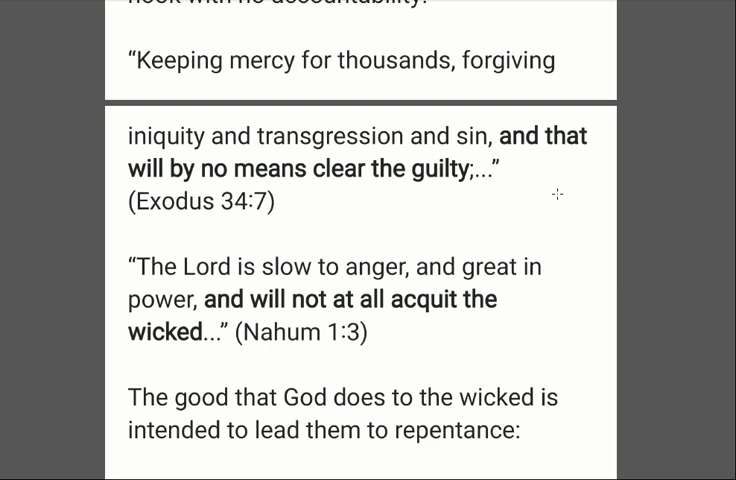 “Keeping mercy for thousands, forgiving
iniquity and transgression and sin, and that
will by no means clear the guilty;...”
(Exodus 34:7)
“The Lord is slow to anger, and great in
power, and will not at all acquit the
wicked...” (Nahum 1:3)
The good that God does to the wicked is
intended to lead them to repentance: